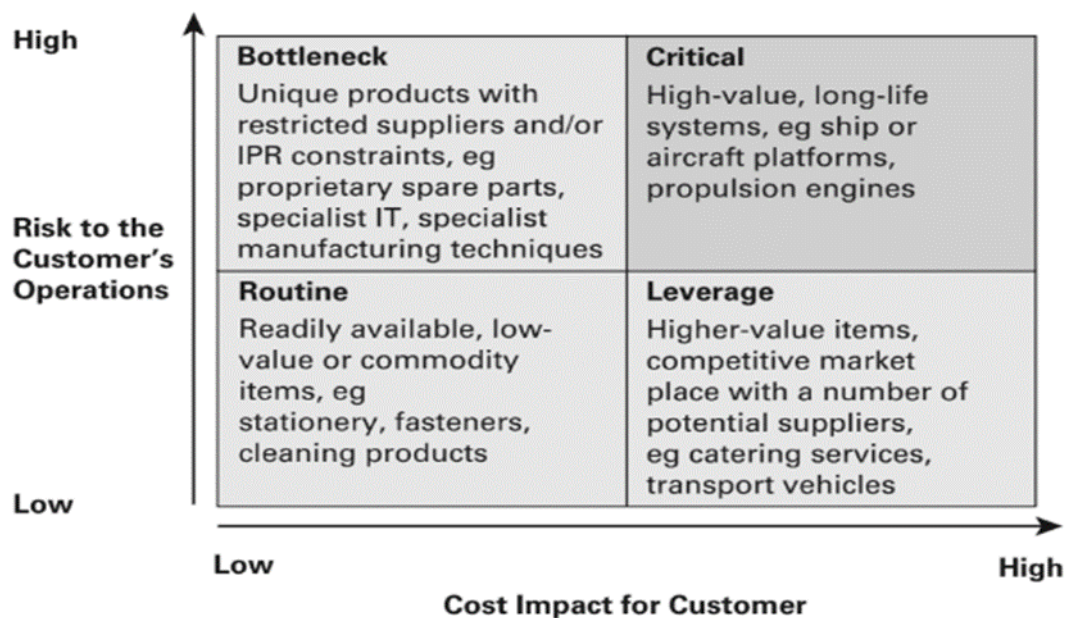 High
Bottleneck
Unique products with
restricted suppliers and/or
IPR constraints, eg
proprietary spare parts,
specialist IT, specialist
manufacturing techniques
Critical
High-value, long-life
systems, eg ship or
aircraft platforms,
propulsion engines
Risk to the
Customer's
Operations
Routine
Readily available, low-
value or commodity
items, eg
stationery, fasteners,
cleaning products
Leverage
Higher-value items,
competitive market
place with a number of
potential suppliers,
eg catering services,
transport vehicles
Low
Low
High
Cost Impact for Customer